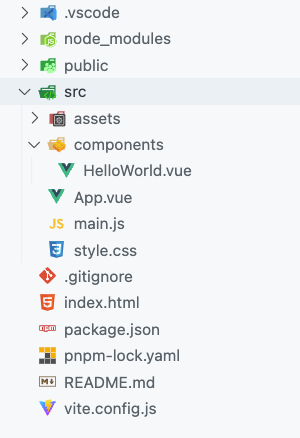 .vscode
node_modules
public
src
assets
components
HelloWorld.vue
App.vue
JS main.js
style.css
.gitignore
index.html
package.json
pnpm-lock.yaml
README.md
vite.config.js